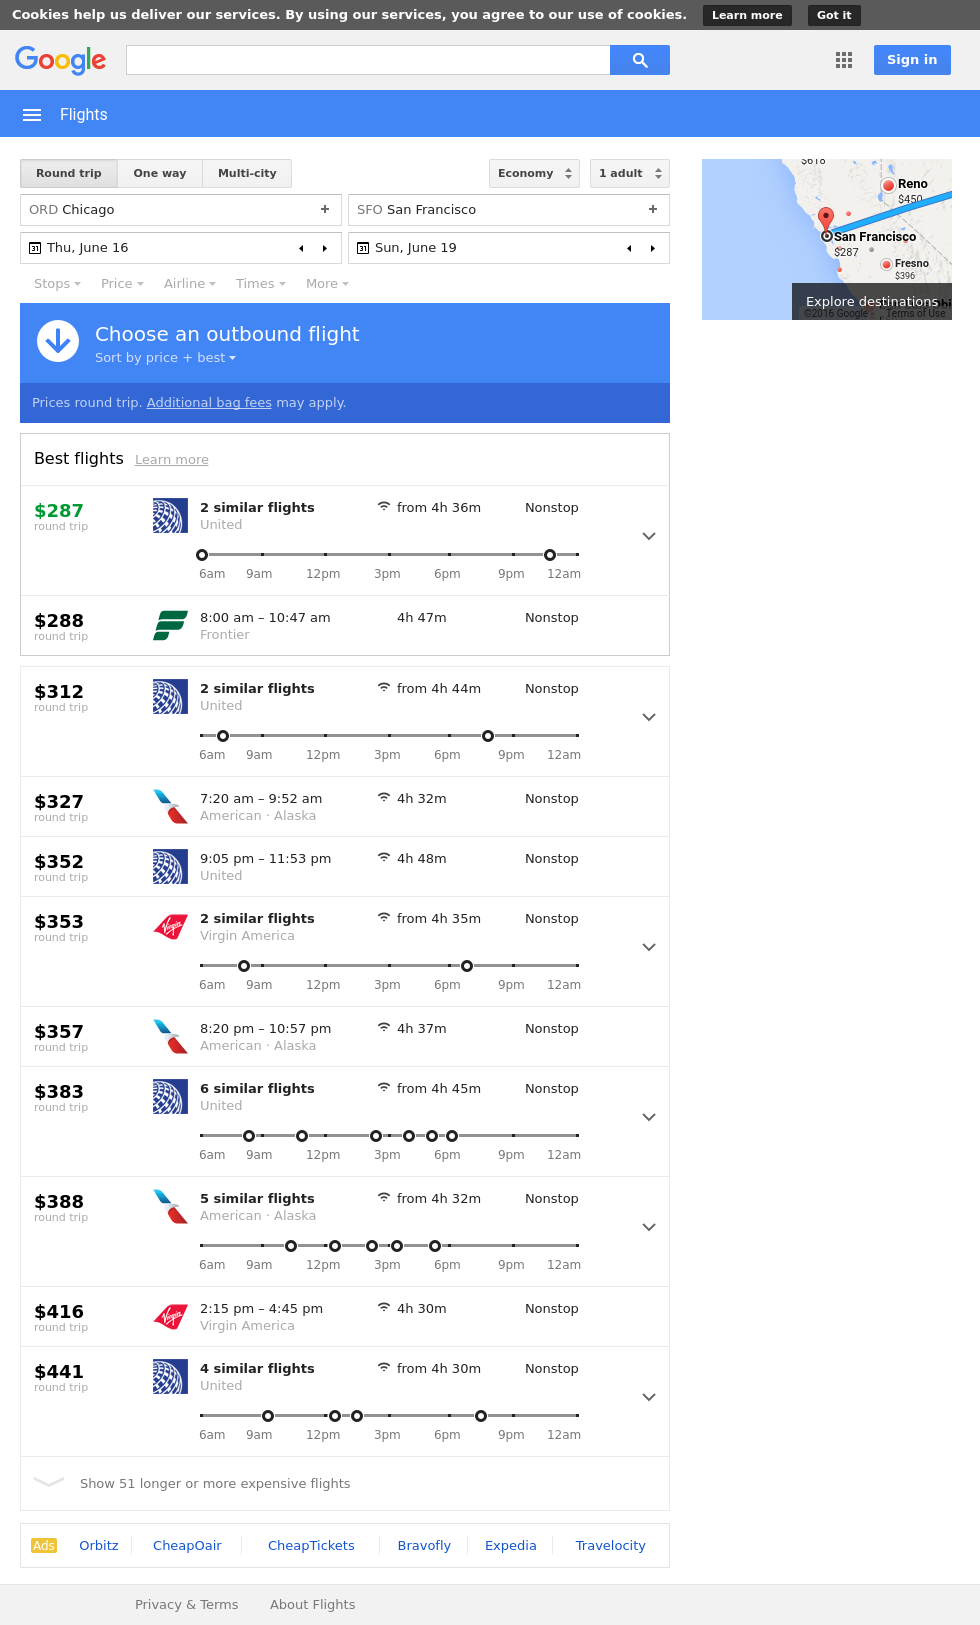 Cookies help us deliver our services. By using our services, you agree to our use of cookies. Learn more Got it
Google Sign in
Flights
Round trip One way Multi-city Economy 1 adult
ORD Chicago + SFO San Francisco +
31 Thu, June 16 31 Sun, June 19
Stops Price Airline Times More
Choose an outbound flight
Sort by price + best
Prices round trip. Additional bag fees may apply.
$618
Reno
$450
San Francisco
$287
Fresno
$396
Explore destinations
©2016 Google Terms of Use
Best flights Learn more
$287 2 similar flights from 4h 36m Nonstop
round trip United
6am 9am 12pm 3pm 6pm 9pm 12am
$288 8:00 am – 10:47 am 4h 47m Nonstop
round trip Frontier
$312 2 similar flights from 4h 44m Nonstop
round trip United
6am 9am 12pm 3pm 6pm 9pm 12am
$327 7:20 am – 9:52 am 4h 32m Nonstop
round trip American · Alaska
$352 9:05 pm – 11:53 pm 4h 48m Nonstop
round trip United
$353 2 similar flights from 4h 35m Nonstop
round trip Virgin Virgin America
6am 9am 12pm 3pm 6pm 9pm 12am
$357 8:20 pm – 10:57 pm 4h 37m Nonstop
round trip American · Alaska
$383 6 similar flights from 4h 45m Nonstop
round trip United
6am 9am 12pm 3pm 6pm 9pm 12am
$388 5 similar flights from 4h 32m Nonstop
round trip American · Alaska
6am 9am 12pm 3pm 6pm 9pm 12am
$416 2:15 pm – 4:45 pm 4h 30m Nonstop
round trip Virgin Virgin America
$441 4 similar flights from 4h 30m Nonstop
round trip United
6am 9am 12pm 3pm 6pm 9pm 12am
Show 51 longer or more expensive flights
Ads Orbitz CheapOair CheapTickets Bravofly Expedia Travelocity
Privacy & Terms About Flights